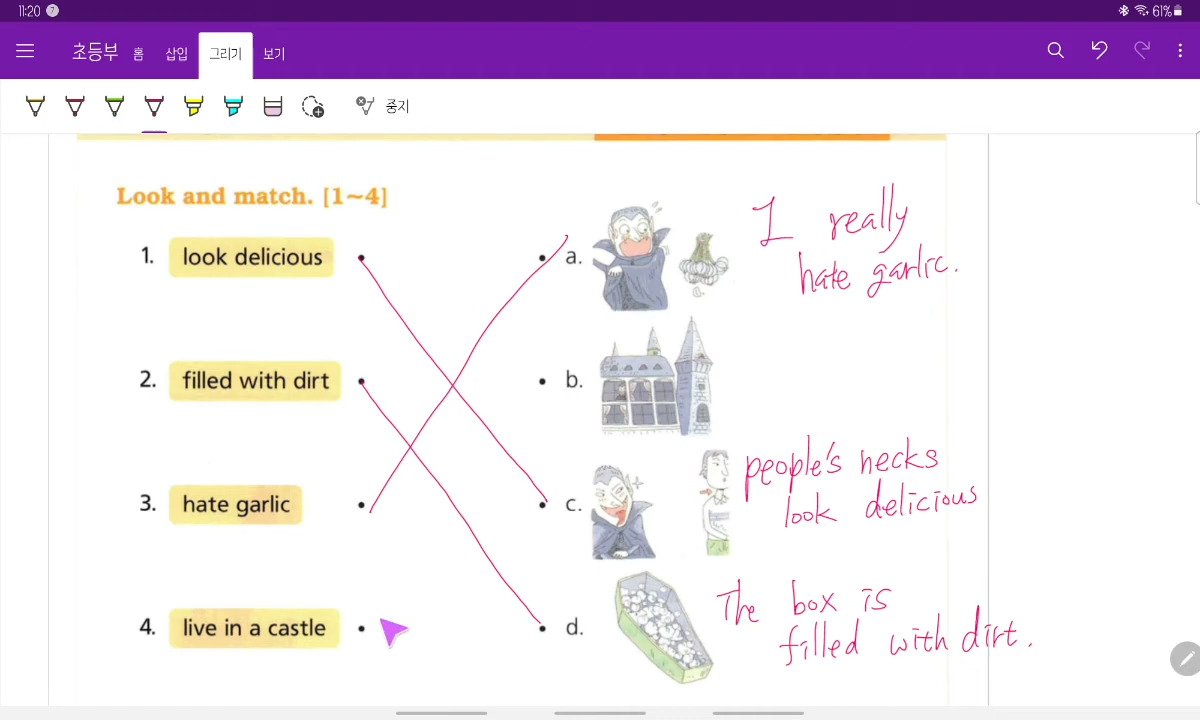 11:20 7 61%
초등부 홈 삽입 그리기 보기
중지
Look and match. [1~4]
1. look delicious
2. filled with dirt
3. hate garlic
4. live in a castle
a.
I really
hate garlic.
b.
c.
people's necks
look delicious
d.
The box is
filled with dirt.